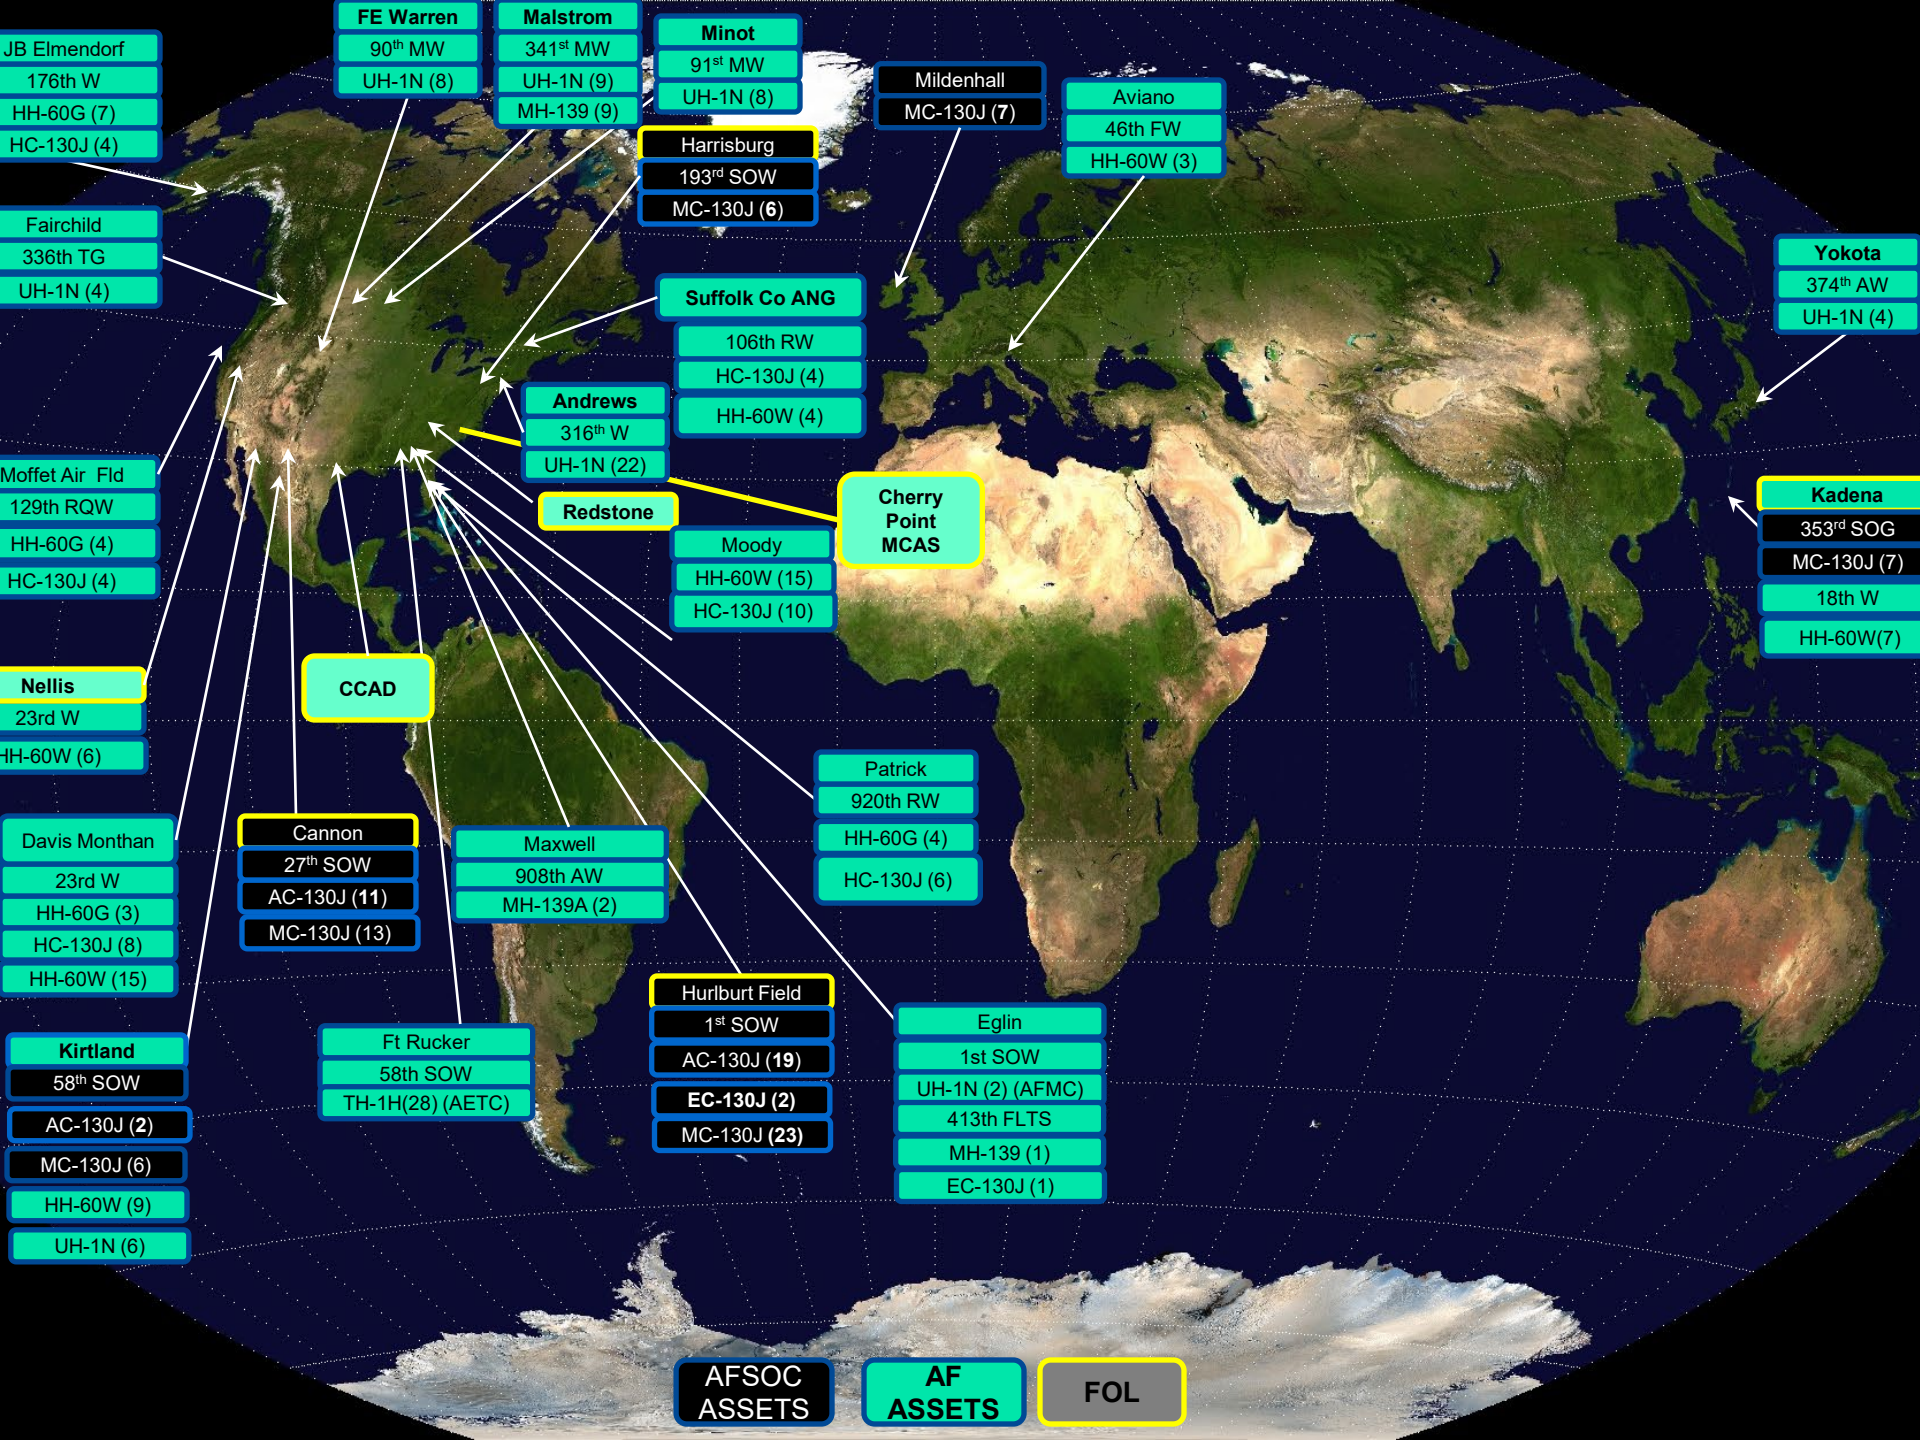 FE Warren
90th MW
UH-1N (8)
Malstrom
341st MW
UH-1N (9)
MH-139 (9)
Minot
91st MW
UH-1N (8)
JB Elmendorf
176th W
HH-60G (7)
HC-130J (4)
Mildenhall
MC-130J (7)
Aviano
46th FW
HH-60W (3)
Harrisburg
193rd SOW
MC-130J (6)
Fairchild
336th TG
UH-1N (4)
Yokota
374th AW
UH-1N (4)
Suffolk Co ANG
106th RW
HC-130J (4)
HH-60W (4)
Andrews
316th W
UH-1N (22)
Moffet Air Fld
129th RQW
HH-60G (4)
HC-130J (4)
Redstone
Cherry
Point
MCAS
Kadena
353rd SOG
MC-130J (7)
18th W
HH-60W(7)
Moody
HH-60W (15)
HC-130J (10)
Nellis
23rd W
HH-60W (6)
CCAD
Patrick
920th RW
HH-60G (4)
HC-130J (6)
Davis Monthan
23rd W
HH-60G (3)
HC-130J (8)
HH-60W (15)
Cannon
27th SOW
AC-130J (11)
MC-130J (13)
Maxwell
908th AW
MH-139A (2)
Hurlburt Field
1st SOW
AC-130J (19)
EC-130J (2)
MC-130J (23)
Eglin
1st SOW
UH-1N (2) (AFMC)
413th FLTS
MH-139 (1)
EC-130J (1)
Kirtland
58th SOW
AC-130J (2)
MC-130J (6)
HH-60W (9)
UH-1N (6)
Ft Rucker
58th SOW
TH-1H(28) (AETC)
AFSOC
ASSETS
AF
ASSETS
FOL